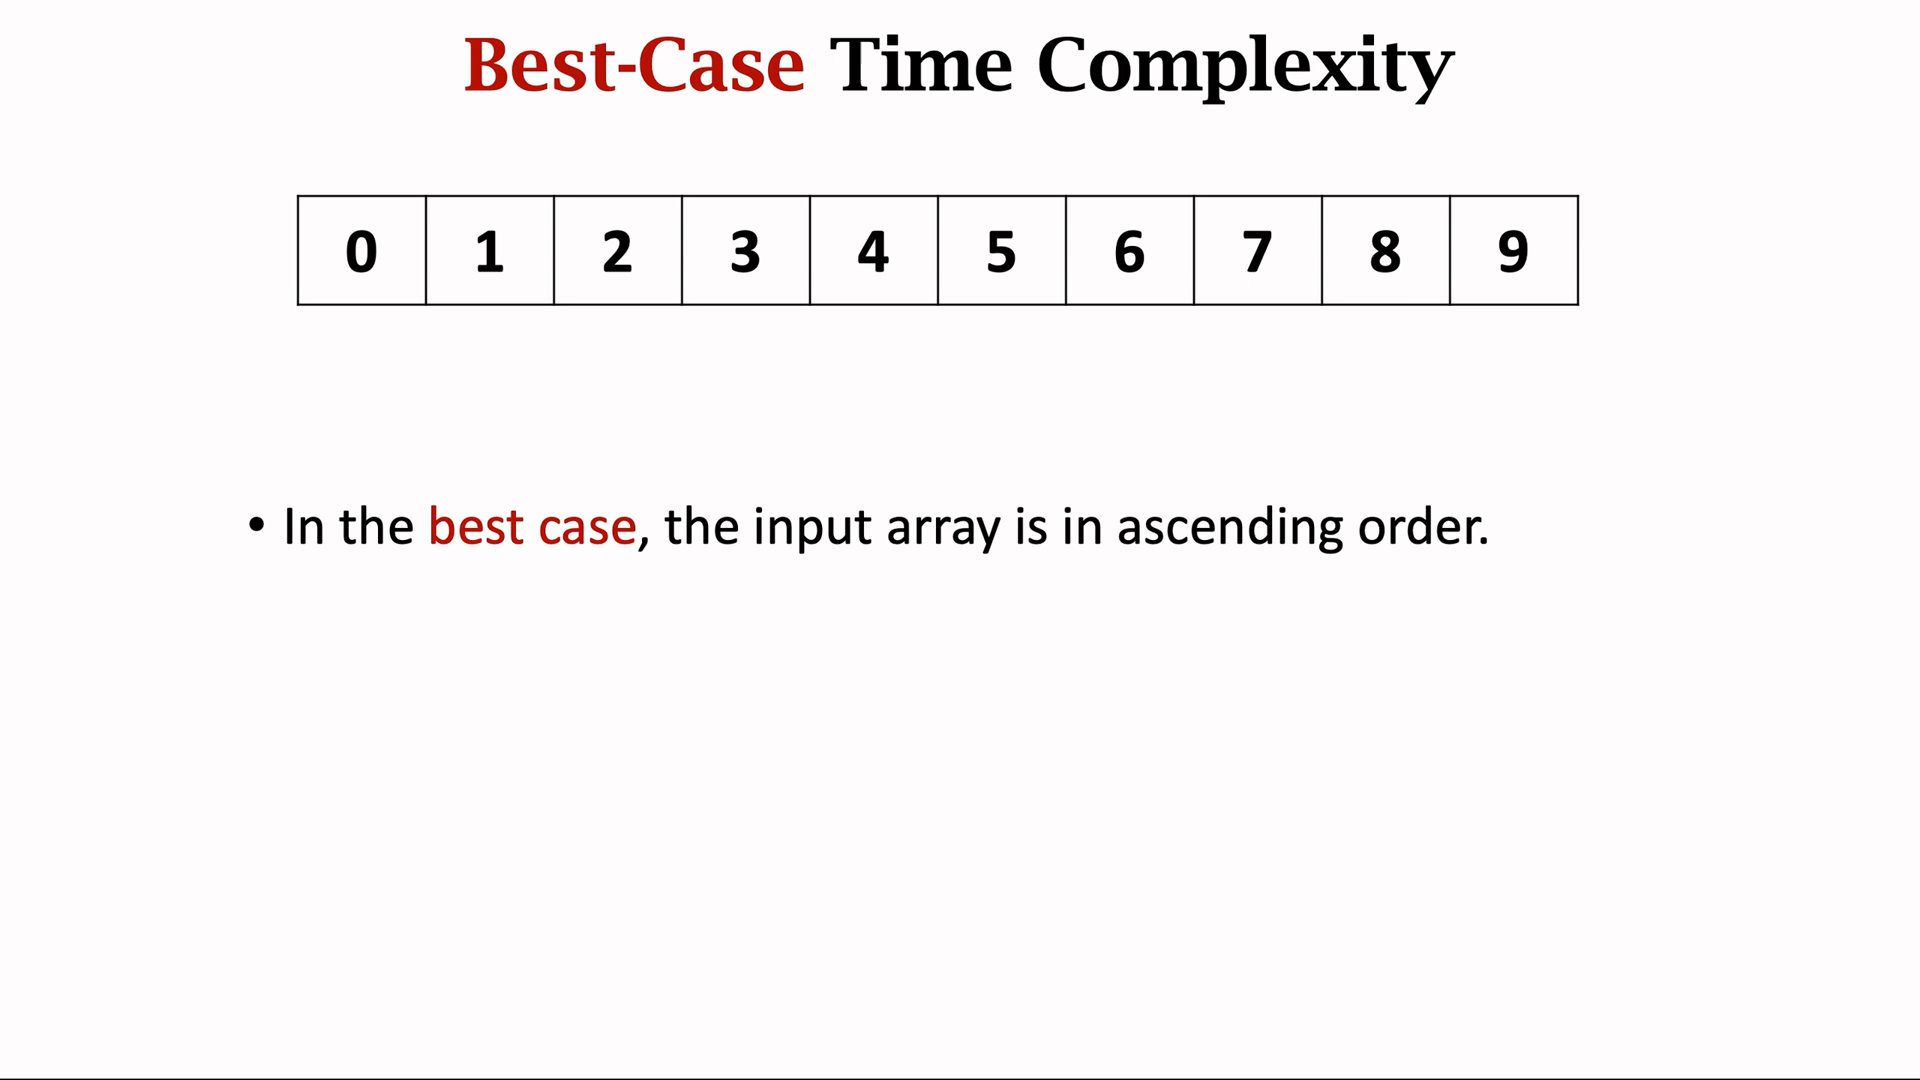 Best-Case Time Complexity
0 1 2 3 4 5 6 7 8 9
• In the best case, the input array is in ascending order.